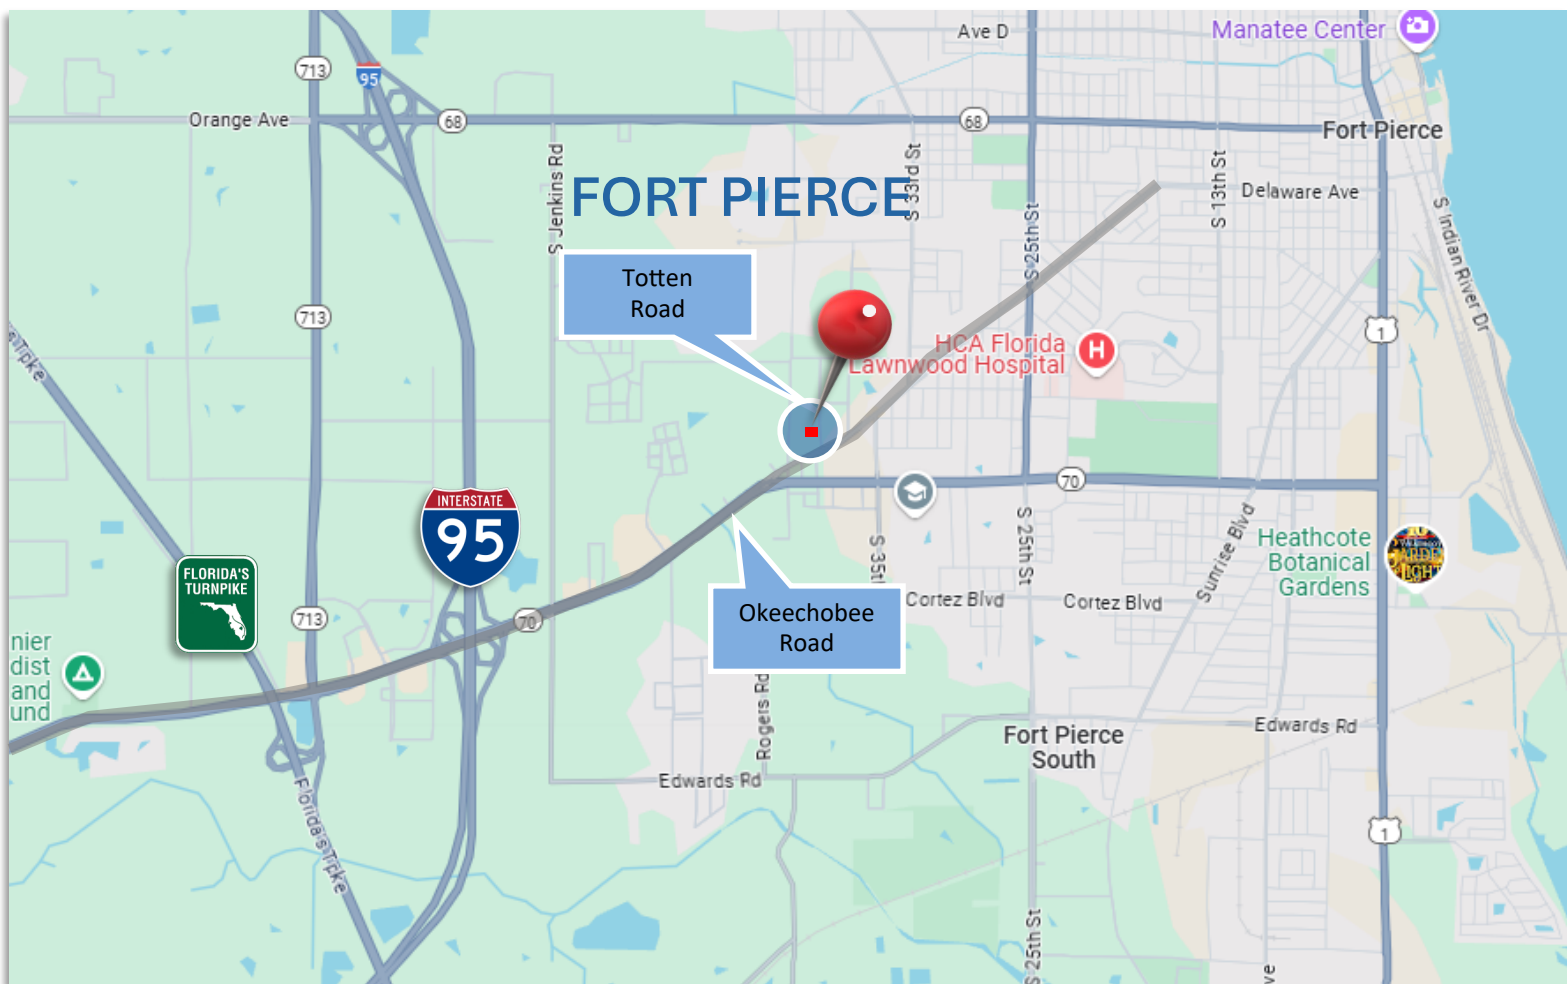 Ave D
Manatee Center
713
95
Orange Ave
68
68
Fort Pierce
S Jenkins Rd
S 33rd St
S 13th St
FORT PIERCE
Delaware Ave
S 25th St
S Indian River Dr
Totten
Road
713
1
HCA Florida
Lawnwood Hospital
H
70
INTERSTATE
95
S 25th St
Sunrise Blvd
Heathcote
Botanical
Gardens
FLORIDA'S
TURNPIKE
Okeechobee
Road
Cortez Blvd
Cortez Blvd
713
70
nier
dist
and
und
Rogers Rd
Fort Pierce
South
Edwards Rd
Edwards Rd
Florida's Tpke
1
S 25th St